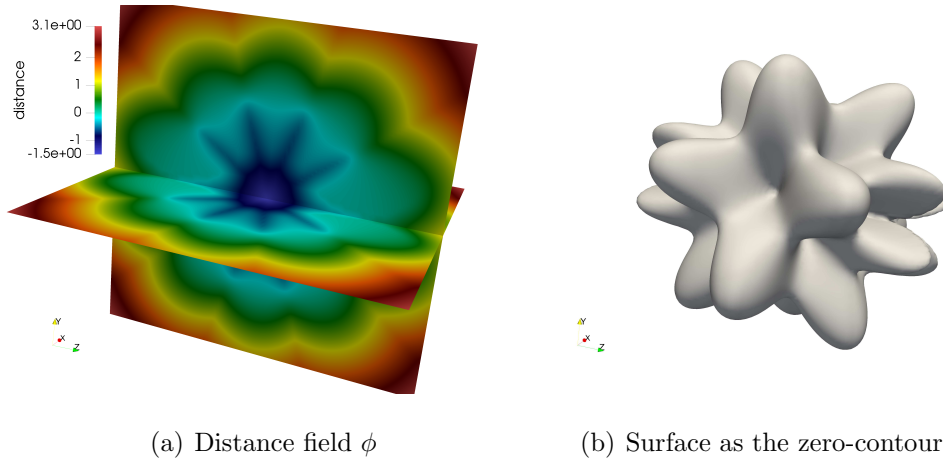 3.1e+00
2
1
0
-1
-1.5e+00
distance
Y
X
Z
Y
X
Z
(a) Distance field ϕ
(b) Surface as the zero-contour